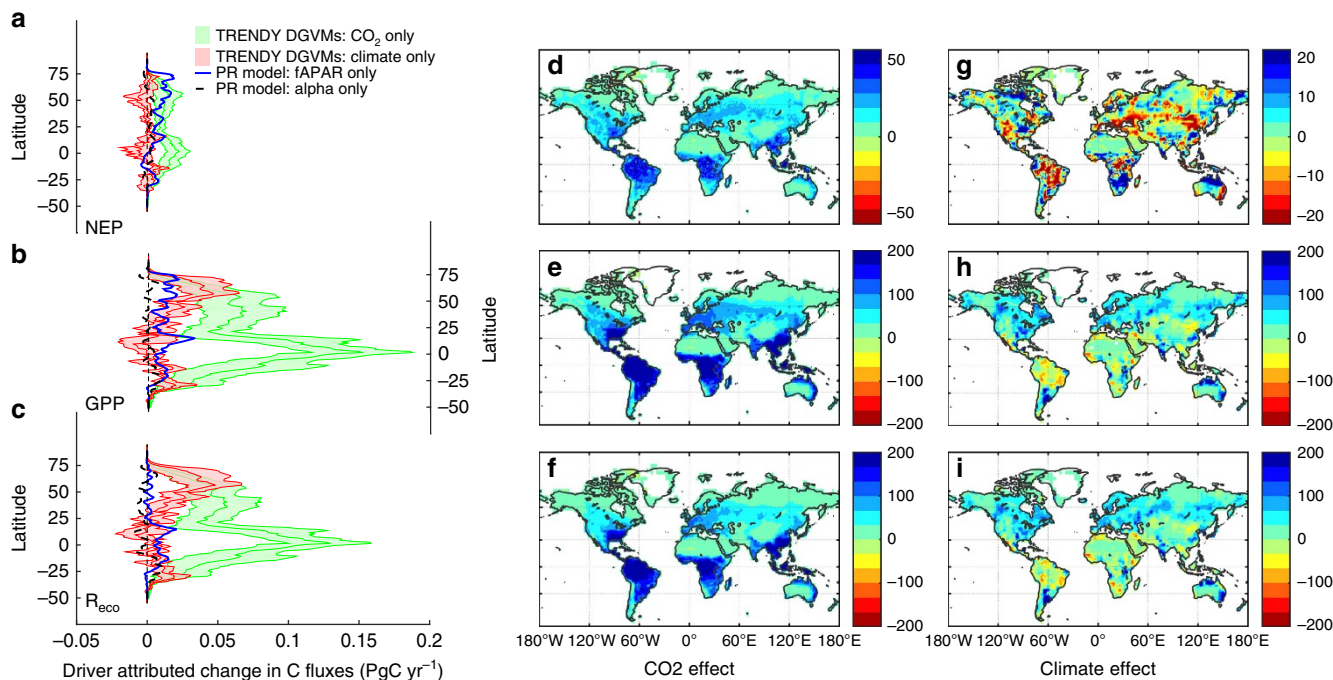 a
TRENDY DGVMs: CO2 only
TRENDY DGVMs: climate only
PR model: fAPAR only
PR model: alpha only
75
50
25
0
−25
−50
Latitude
NEP
b
75
50
25
0
−25
−50
Latitude
GPP
c
75
50
25
0
−25
−50
Latitude
Reco
−0.05 0 0.05 0.1 0.15 0.2
Driver attributed change in C fluxes (PgC yr−1)
d
50
0
−50
g
20
10
0
−10
−20
e
200
100
0
−100
−200
h
200
100
0
−100
−200
f
200
100
0
−100
−200
i
200
100
0
−100
−200
180°W 120°W 60°W 0° 60°E 120°E 180°E
CO2 effect
180°W 120°W 60°W 0° 60°E 120°E 180°E
Climate effect